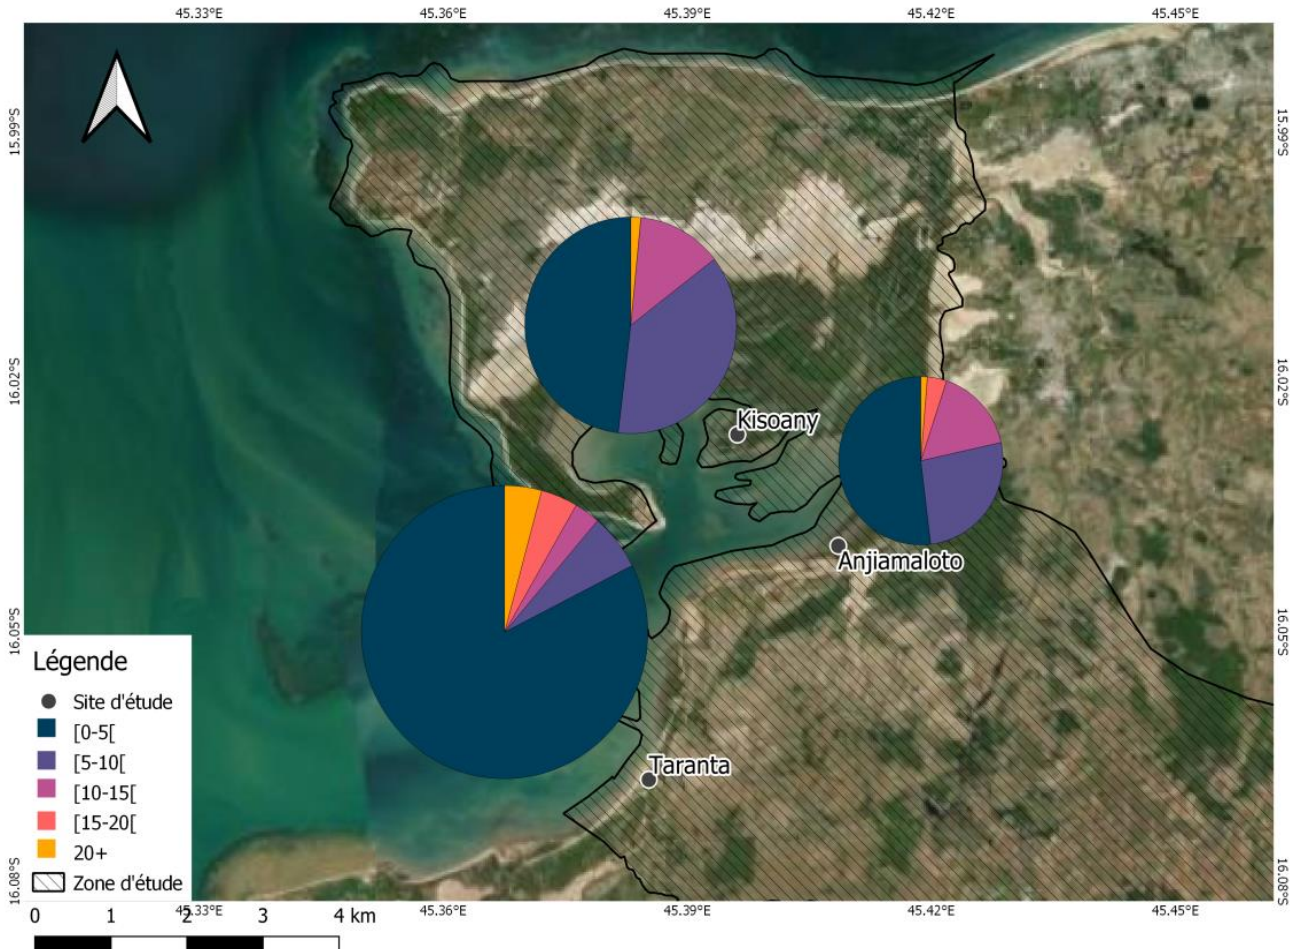 45.33°E 45.36°E 45.39°E 45.42°E 45.45°E
15.99°S 15.99°S
16.02°S 16.02°S
Kisoany
Anjiamaloto
16.05°S 16.05°S
Taranta
Légende
Site d'étude
[0-5[
[5-10[
[10-15[
[15-20[
20+
Zone d'étude
16.08°S 16.08°S
45.33°E 45.36°E 45.39°E 45.42°E 45.45°E
0 1 2 3 4 km